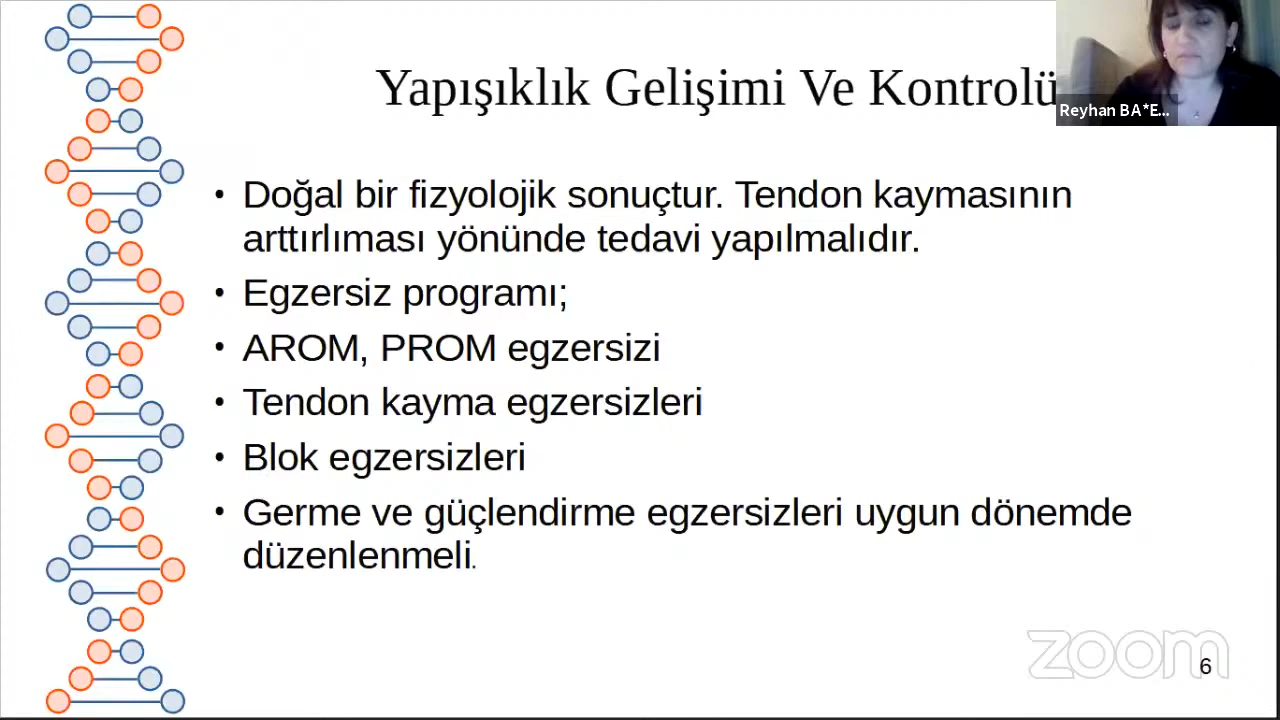 Yapışıklık Gelişimi Ve Kontrolü
Reyhan BA*E...
• Doğal bir fizyolojik sonuçtur. Tendon kaymasının
arttırlıması yönünde tedavi yapılmalıdır.
• Egzersiz programı;
• AROM, PROM egzersizi
• Tendon kayma egzersizleri
• Blok egzersizleri
• Germe ve güçlendirme egzersizleri uygun dönemde
düzenlenmeli.
zoom
6